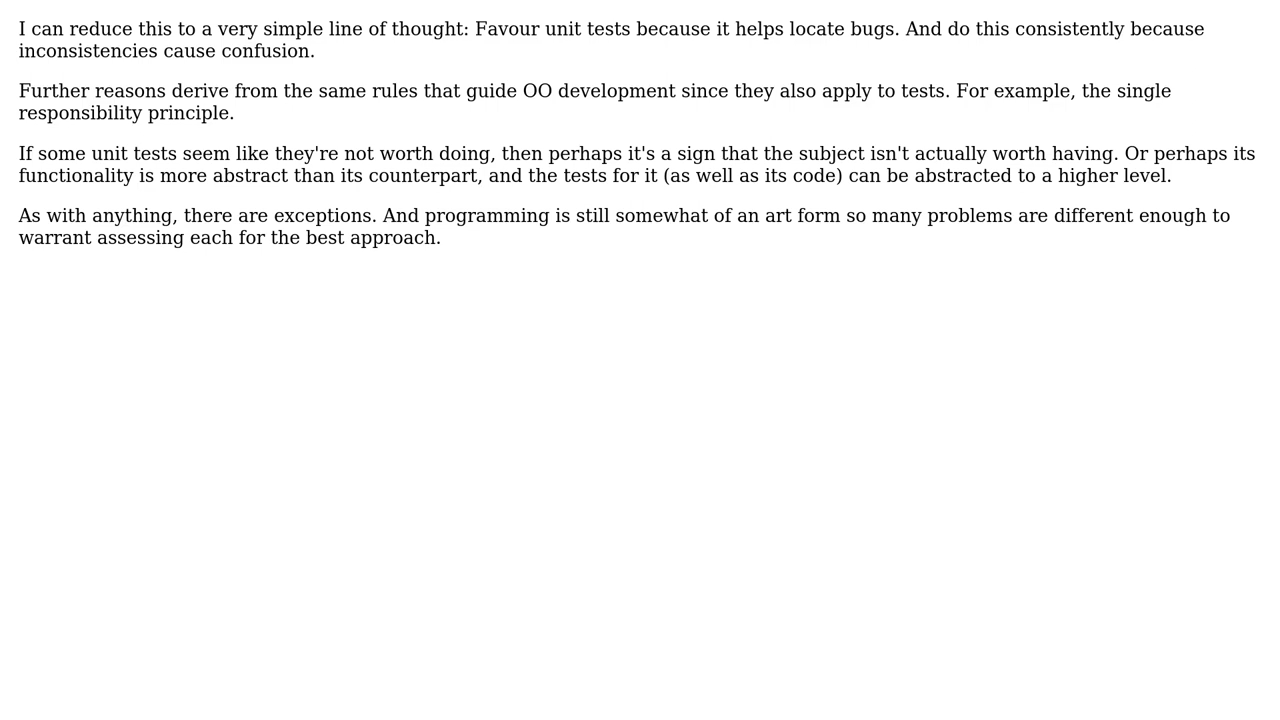 I can reduce this to a very simple line of thought: Favour unit tests because it helps locate bugs. And do this consistently because
inconsistencies cause confusion.
Further reasons derive from the same rules that guide OO development since they also apply to tests. For example, the single
responsibility principle.
If some unit tests seem like they're not worth doing, then perhaps it's a sign that the subject isn't actually worth having. Or perhaps its
functionality is more abstract than its counterpart, and the tests for it (as well as its code) can be abstracted to a higher level.
As with anything, there are exceptions. And programming is still somewhat of an art form so many problems are different enough to
warrant assessing each for the best approach.